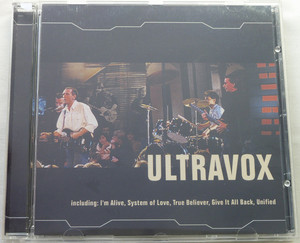 ULTRAVOX
including: I'm Alive, System of Love, True Believer, Give It All Back, Unified